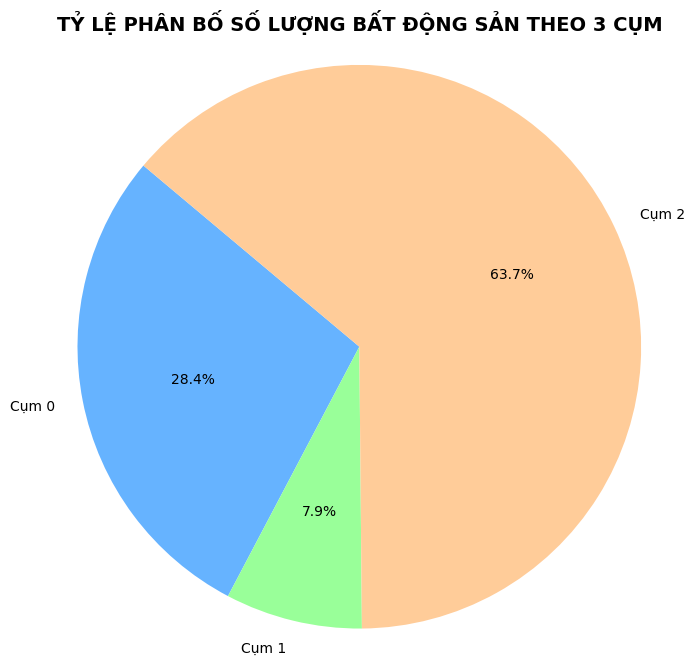 TỶ LỆ PHÂN BỐ SỐ LƯỢNG BẤT ĐỘNG SẢN THEO 3 CỤM
Cụm 2
63.7%
28.4%
Cụm 0
7.9%
Cụm 1